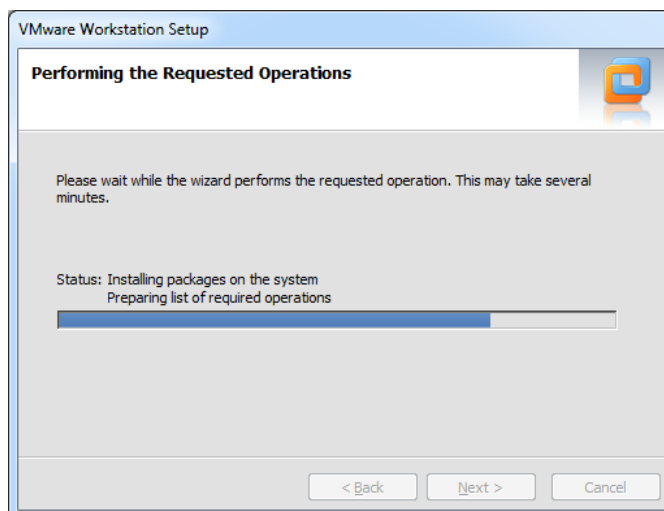 VMware Workstation Setup
Performing the Requested Operations
Please wait while the wizard performs the requested operation. This may take several
minutes.
Status: Installing packages on the system
Preparing list of required operations
< Back Next > Cancel